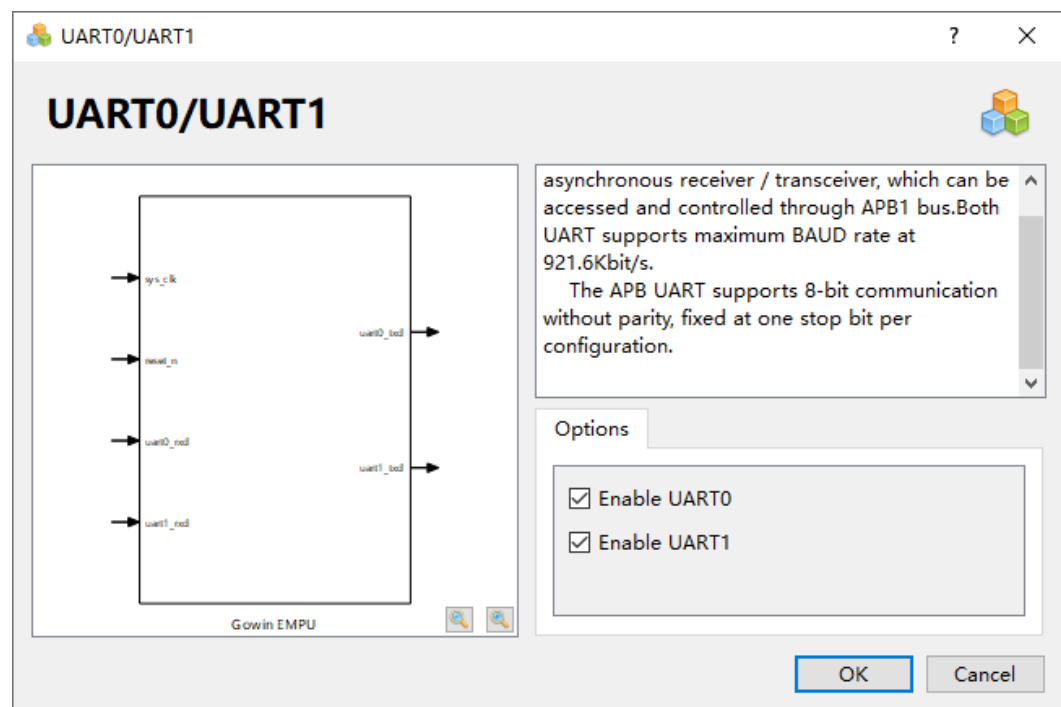 UART0/UART1
?
UART0/UART1
sys_clk
reset_n
uart0_rxd
uart1_rxd
uart0_txd
uart1_txd
Gowin EMPU
asynchronous receiver / transceiver, which can be
accessed and controlled through APB1 bus.Both
UART supports maximum BAUD rate at
921.6Kbit/s.
The APB UART supports 8-bit communication
without parity, fixed at one stop bit per
configuration.
Options
Enable UART0
Enable UART1
OK
Cancel